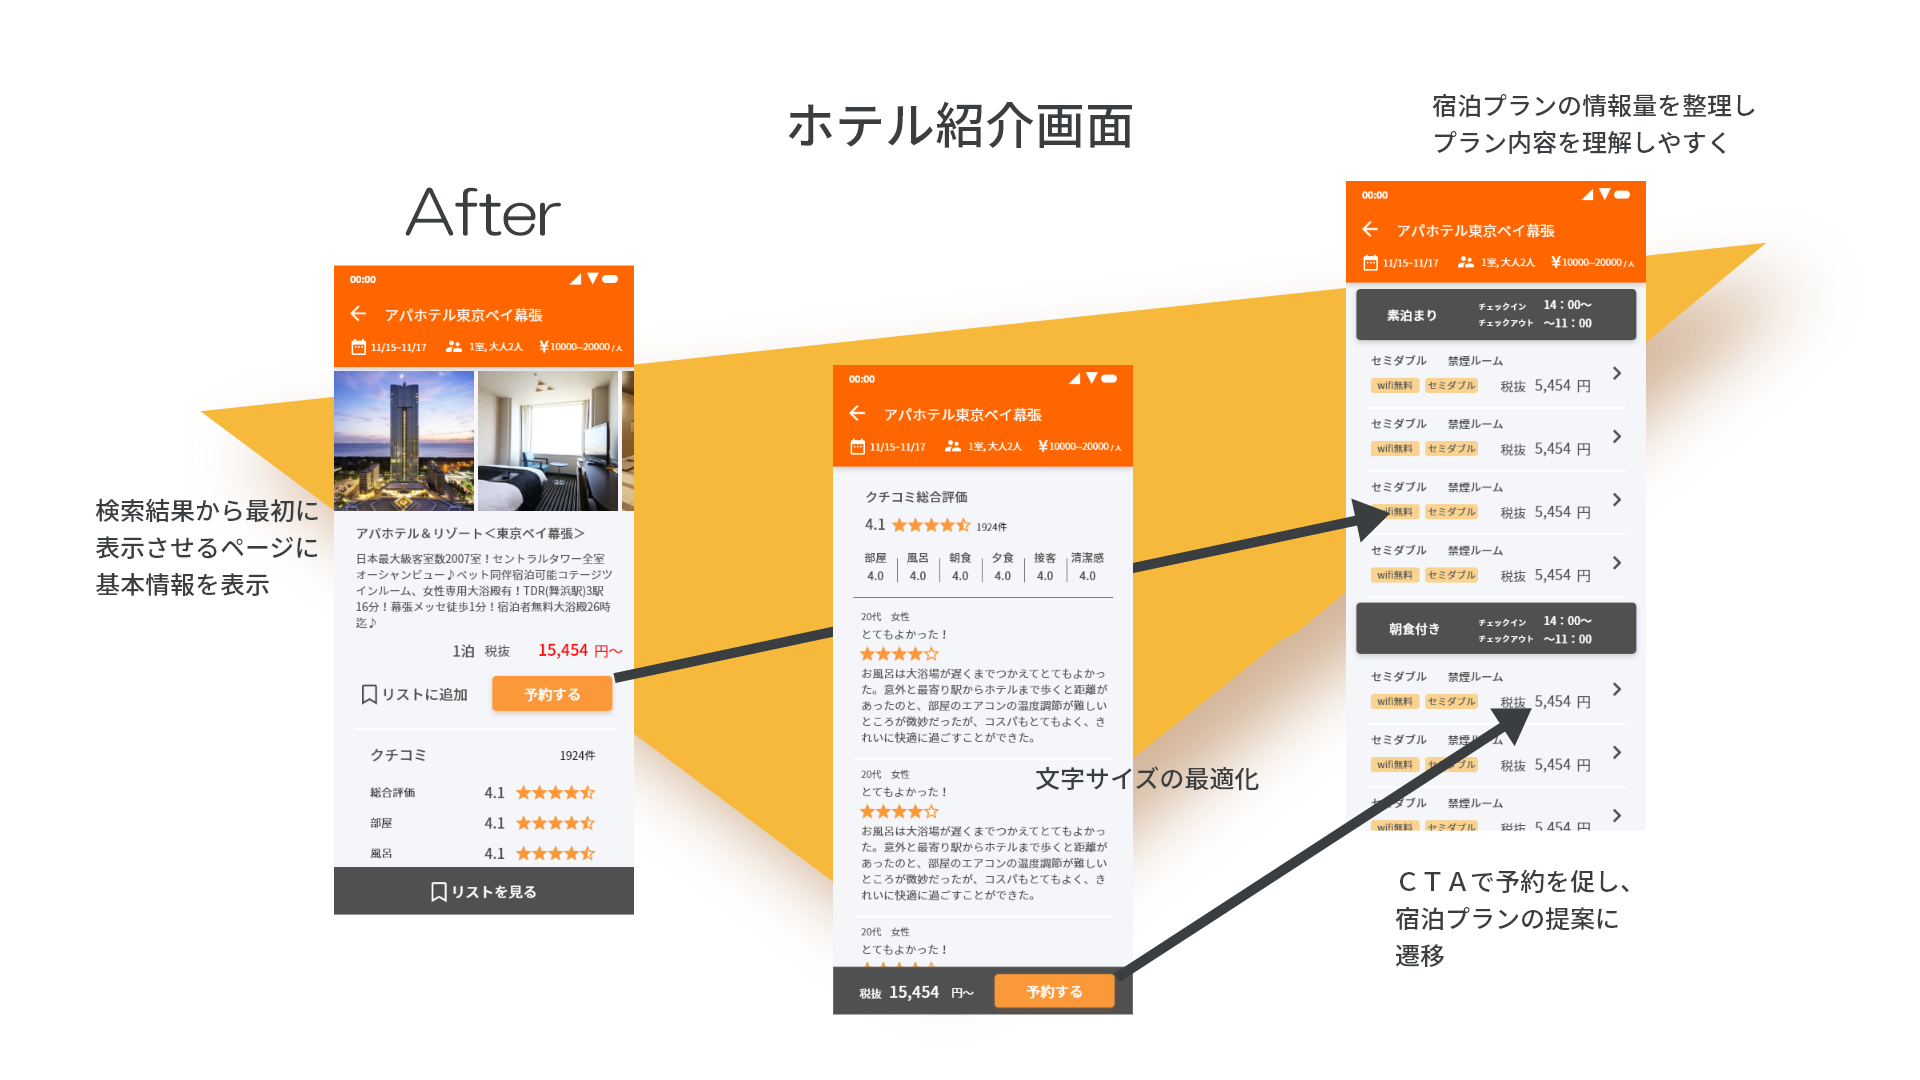 ホテル紹介画面
After
検索結果から最初に
表示させるページに
基本情報を表示
00:00
アパホテル東京ベイ幕張
11/15~11/17 1室,大人2人 ¥10000~20000/人
アパホテル＆リゾート＜東京ベイ幕張＞
日本最大級客室数2007室！セントラルタワー全室
オーシャンビュー♪ペット同伴宿泊可能コテージツ
インルーム、女性専用大浴殿有！TDR(舞浜駅)3駅
16分！幕張メッセ徒歩1分！宿泊者無料大浴殿26時
迄♪
1泊 税抜 15,454 円～
リストに追加 予約する
クチコミ 1924件
総合評価 4.1
部屋 4.1
風呂 4.1
リストを見る
00:00
アパホテル東京ベイ幕張
11/15~11/17 1室,大人2人 ¥10000~20000/人
クチコミ総合評価
4.1 ★★★★ 1924件
部屋 風呂 朝食 夕食 接客 清潔感
4.0 4.0 4.0 4.0 4.0 4.0
20代 女性
とてもよかった！
★★★★☆
お風呂は大浴場が遅くまでつかえてとてもよかっ
た。意外と最寄り駅からホテルまで歩くと距離が
あったのと、部屋のエアコンの温度調節が難しい
ところが微妙だったが、コスパもとてもよく、き
れいに快適に過ごすことができた。
20代 女性
とてもよかった！
★★★★☆
お風呂は大浴場が遅くまでつかえてとてもよかっ
た。意外と最寄り駅からホテルまで歩くと距離が
あったのと、部屋のエアコンの温度調節が難しい
ところが微妙だったが、コスパもとてもよく、き
れいに快適に過ごすことができた。
20代 女性
とてもよかった！
税抜 15,454 円～ 予約する
文字サイズの最適化
宿泊プランの情報量を整理し
プラン内容を理解しやすく
00:00
アパホテル東京ベイ幕張
11/15~11/17 1室,大人2人 ¥10000~20000/人
素泊まり チェックイン 14：00～
チェックアウト ～11：00
セミダブル 禁煙ルーム
wifi無料 セミダブル 税抜 5,454 円
セミダブル 禁煙ルーム
wifi無料 セミダブル 税抜 5,454 円
セミダブル 禁煙ルーム
wifi無料 セミダブル 税抜 5,454 円
セミダブル 禁煙ルーム
wifi無料 セミダブル 税抜 5,454 円
朝食付き チェックイン 14：00～
チェックアウト ～11：00
セミダブル 禁煙ルーム
wifi無料 セミダブル 税抜 5,454 円
セミダブル 禁煙ルーム
wifi無料 セミダブル 税抜 5,454 円
セミダブル 禁煙ルーム
wifi無料 セミダブル 税抜 5,454 円
ＣＴＡで予約を促し、
宿泊プランの提案に
遷移